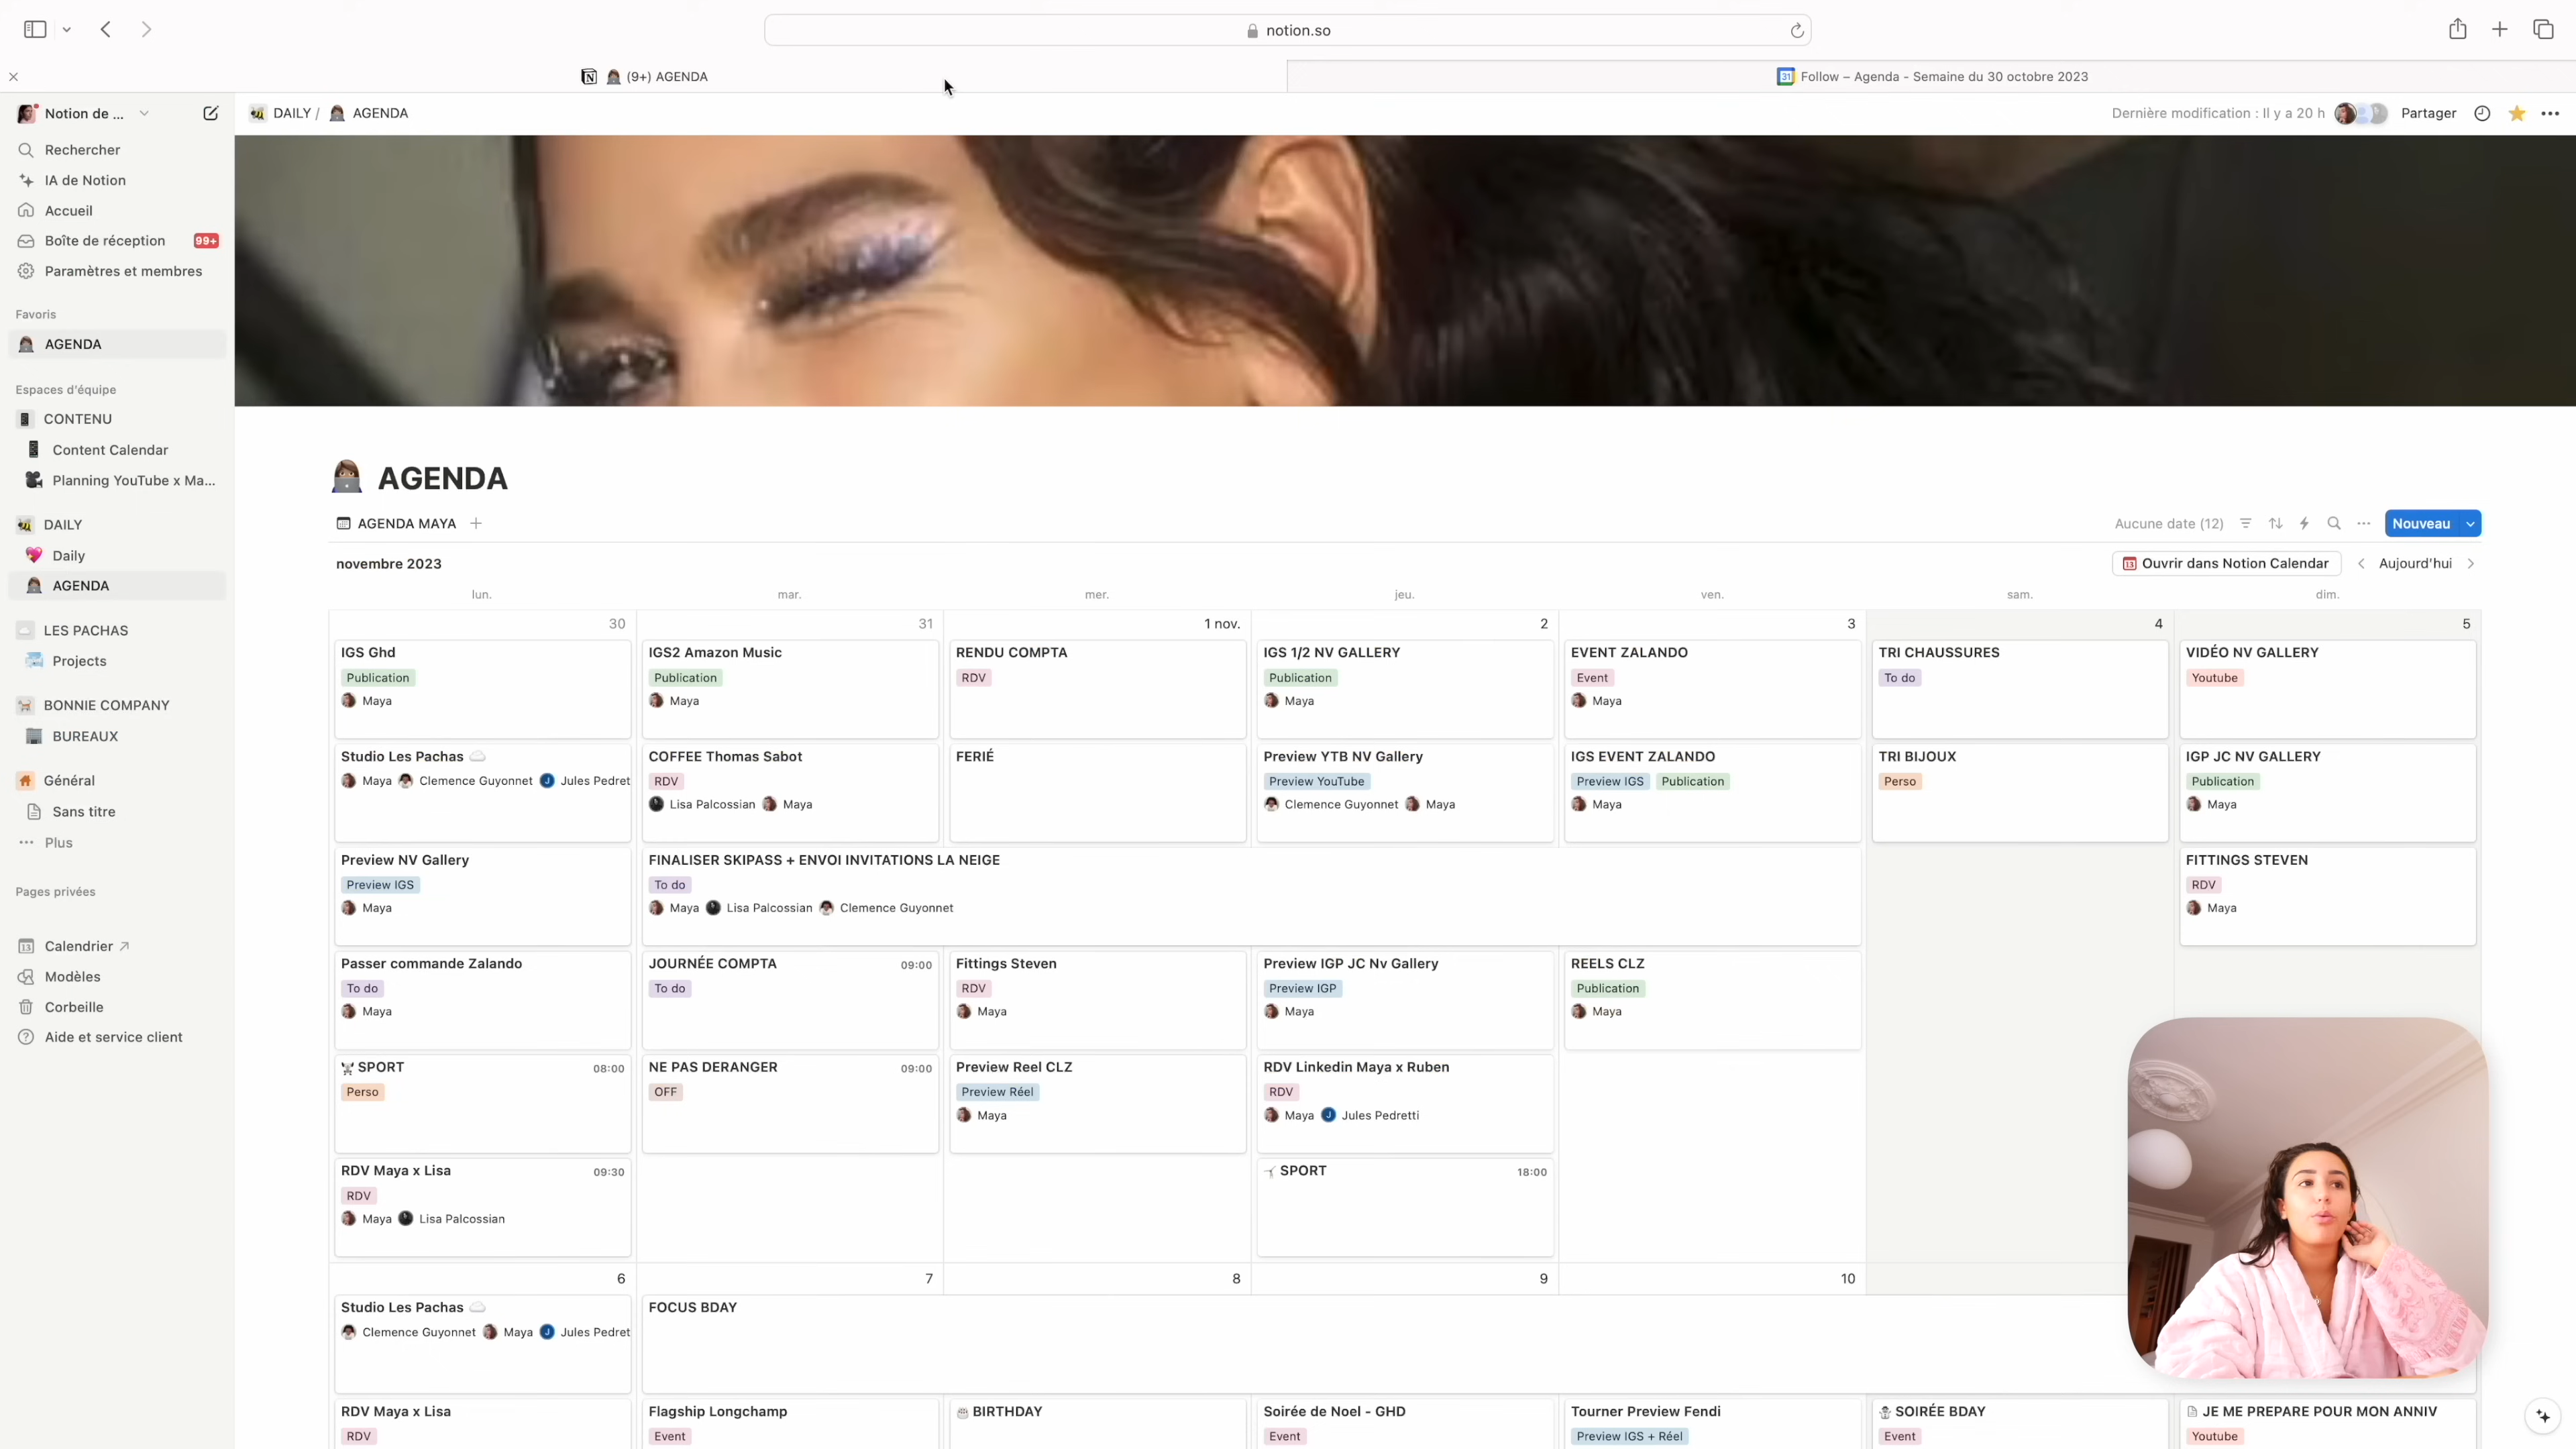 notion.so
(9+) AGENDA
Follow – Agenda - Semaine du 30 octobre 2023
Notion de ...
DAILY / AGENDA
Dernière modification : Il y a 20 h
Partager
Rechercher
IA de Notion
Accueil
Boîte de réception 99+
Paramètres et membres
Favoris
AGENDA
Espaces d'équipe
CONTENU
Content Calendar
Planning YouTube x Ma...
DAILY
Daily
AGENDA
LES PACHAS
Projects
BONNIE COMPANY
BUREAUX
Général
Sans titre
Plus
Pages privées
Calendrier
Modèles
Corbeille
Aide et service client
AGENDA
AGENDA MAYA
Aucune date (12)
Nouveau
novembre 2023
Ouvrir dans Notion Calendar
Aujourd'hui
lun. mar. mer. jeu. ven. sam. dim.
30 31 1 nov. 2 3 4 5
IGS Ghd
Publication
Maya
IGS2 Amazon Music
Publication
Maya
RENDU COMPTA
RDV
IGS 1/2 NV GALLERY
Publication
Maya
EVENT ZALANDO
Event
Maya
TRI CHAUSSURES
To do
VIDÉO NV GALLERY
Youtube
Studio Les Pachas
Maya Clemence Guyonnet Jules Pedret
COFFEE Thomas Sabot
RDV
Lisa Palcossian Maya
FERIÉ
Preview YTB NV Gallery
Preview YouTube
Clemence Guyonnet Maya
IGS EVENT ZALANDO
Preview IGS Publication
Maya
TRI BIJOUX
Perso
IGP JC NV GALLERY
Publication
Maya
Preview NV Gallery
Preview IGS
Maya
FINALISER SKIPASS + ENVOI INVITATIONS LA NEIGE
To do
Maya Lisa Palcossian Clemence Guyonnet
FITTINGS STEVEN
RDV
Maya
Passer commande Zalando
To do
Maya
JOURNÉE COMPTA 09:00
To do
Fittings Steven
RDV
Maya
Preview IGP JC Nv Gallery
Preview IGP
Maya
REELS CLZ
Publication
Maya
SPORT 08:00
Perso
NE PAS DERANGER 09:00
OFF
Preview Reel CLZ
Preview Réel
Maya
RDV Linkedin Maya x Ruben
RDV
Maya Jules Pedretti
RDV Maya x Lisa 09:30
RDV
Maya Lisa Palcossian
SPORT 18:00
6 7 8 9 10
Studio Les Pachas
Clemence Guyonnet Maya Jules Pedret
FOCUS BDAY
RDV Maya x Lisa
RDV
Flagship Longchamp
Event
BIRTHDAY
Soirée de Noel - GHD
Event
Tourner Preview Fendi
Preview IGS + Réel
SOIRÉE BDAY
Event
JE ME PREPARE POUR MON ANNIV
Youtube